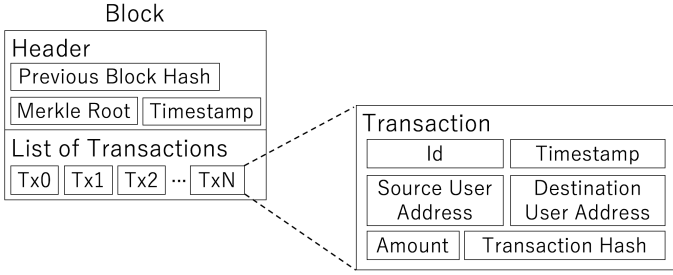 Block
Header
Previous Block Hash
Merkle Root Timestamp
List of Transactions
Tx0 Tx1 Tx2 ··· TxN
Transaction
Id Timestamp
Source User Address
Destination User Address
Amount Transaction Hash